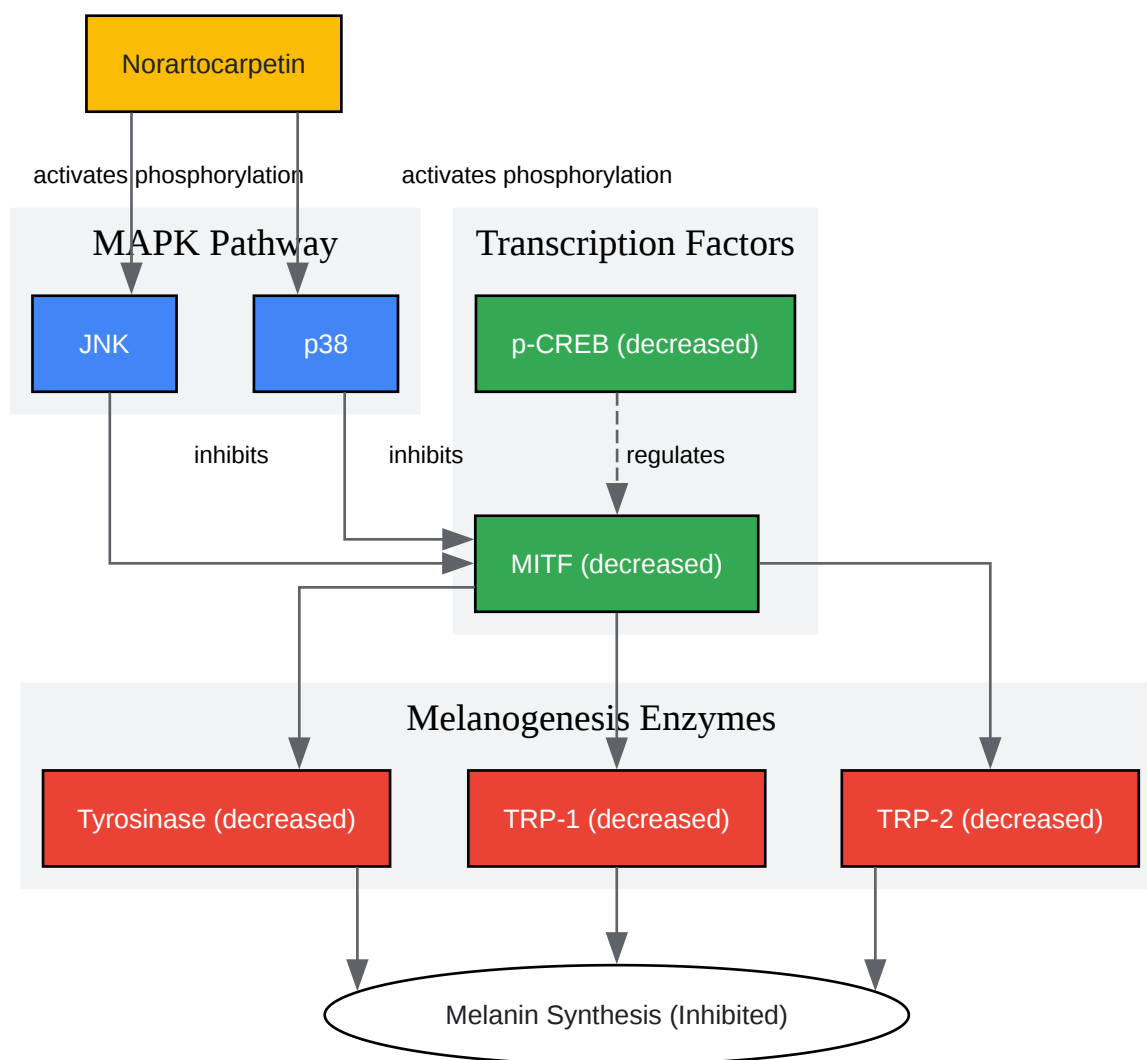 Norartocarpetin
activates phosphorylation
activates phosphorylation
MAPK Pathway
Transcription Factors
JNK
p38
p-CREB (decreased)
inhibits
inhibits
regulates
MITF (decreased)
Melanogenesis Enzymes
Tyrosinase (decreased)
TRP-1 (decreased)
TRP-2 (decreased)
Melanin Synthesis (Inhibited)